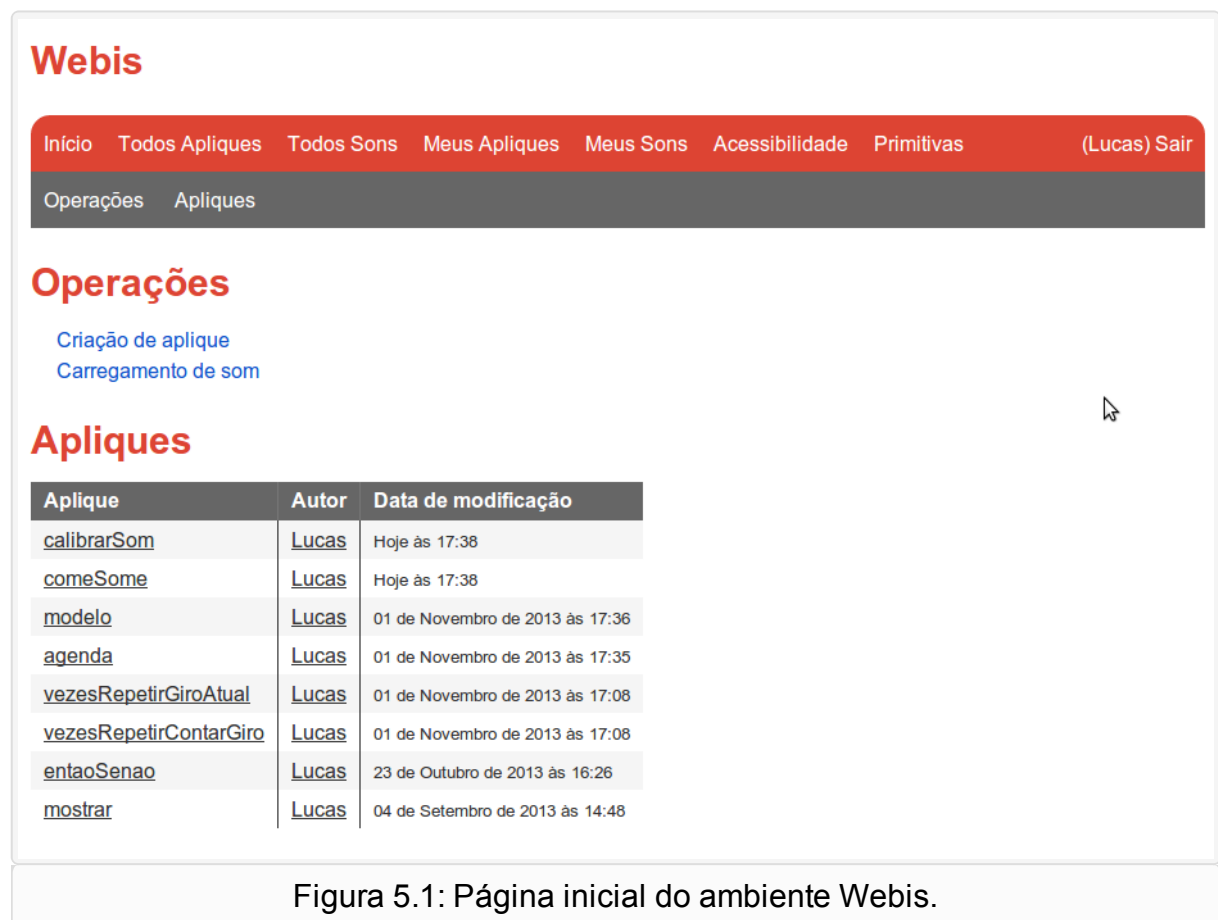 Webis
Início Todos Apliques Todos Sons Meus Apliques Meus Sons Acessibilidade Primitivas (Lucas) Sair
Operações Apliques
Operações
Criação de aplique
Carregamento de som
Apliques
Aplique Autor Data de modificação
calibrarSom Lucas Hoje às 17:38
comeSome Lucas Hoje às 17:38
modelo Lucas 01 de Novembro de 2013 às 17:36
agenda Lucas 01 de Novembro de 2013 às 17:35
vezesRepetirGiroAtual Lucas 01 de Novembro de 2013 às 17:08
vezesRepetirContarGiro Lucas 01 de Novembro de 2013 às 17:08
entaoSenao Lucas 23 de Outubro de 2013 às 16:26
mostrar Lucas 04 de Setembro de 2013 às 14:48
Figura 5.1: Página inicial do ambiente Webis.